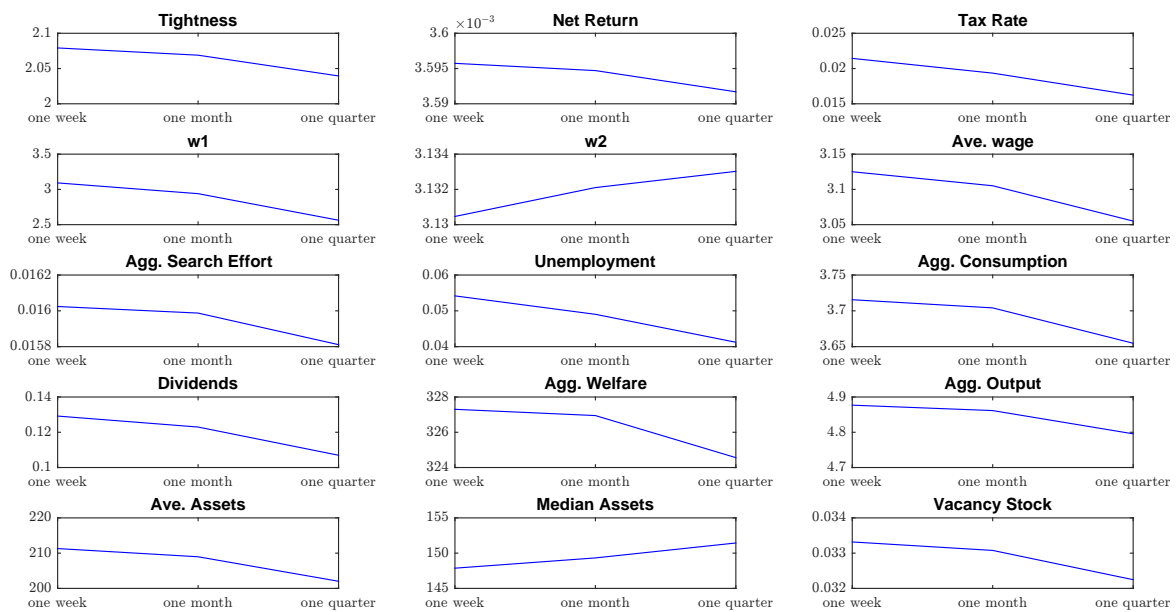 Tightness
2.1
2.05
2
one week one month one quarter
Net Return
×10⁻³
3.6
3.595
3.59
one week one month one quarter
Tax Rate
0.025
0.02
0.015
one week one month one quarter
w1
3.5
3
2.5
one week one month one quarter
w2
3.134
3.132
3.13
one week one month one quarter
Ave. wage
3.15
3.1
3.05
one week one month one quarter
Agg. Search Effort
0.0162
0.016
0.0158
one week one month one quarter
Unemployment
0.06
0.05
0.04
one week one month one quarter
Agg. Consumption
3.75
3.7
3.65
one week one month one quarter
Dividends
0.14
0.12
0.1
one week one month one quarter
Agg. Welfare
328
326
324
one week one month one quarter
Agg. Output
4.9
4.8
4.7
one week one month one quarter
Ave. Assets
220
210
200
one week one month one quarter
Median Assets
155
150
145
one week one month one quarter
Vacancy Stock
0.034
0.033
0.032
one week one month one quarter